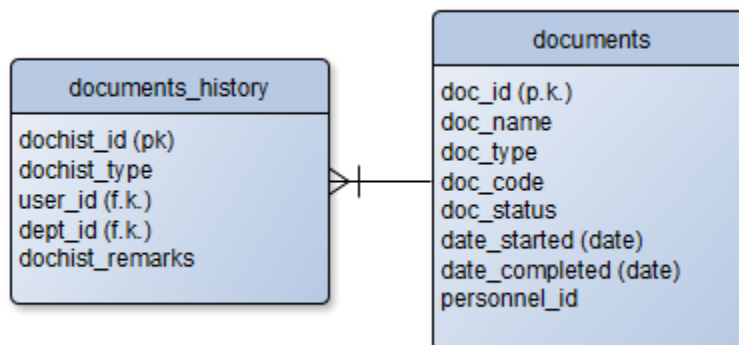 documents_history
dochist_id (pk)
dochist_type
user_id (f.k.)
dept_id (f.k.)
dochist_remarks
documents
doc_id (p.k.)
doc_name
doc_type
doc_code
doc_status
date_started (date)
date_completed (date)
personnel_id